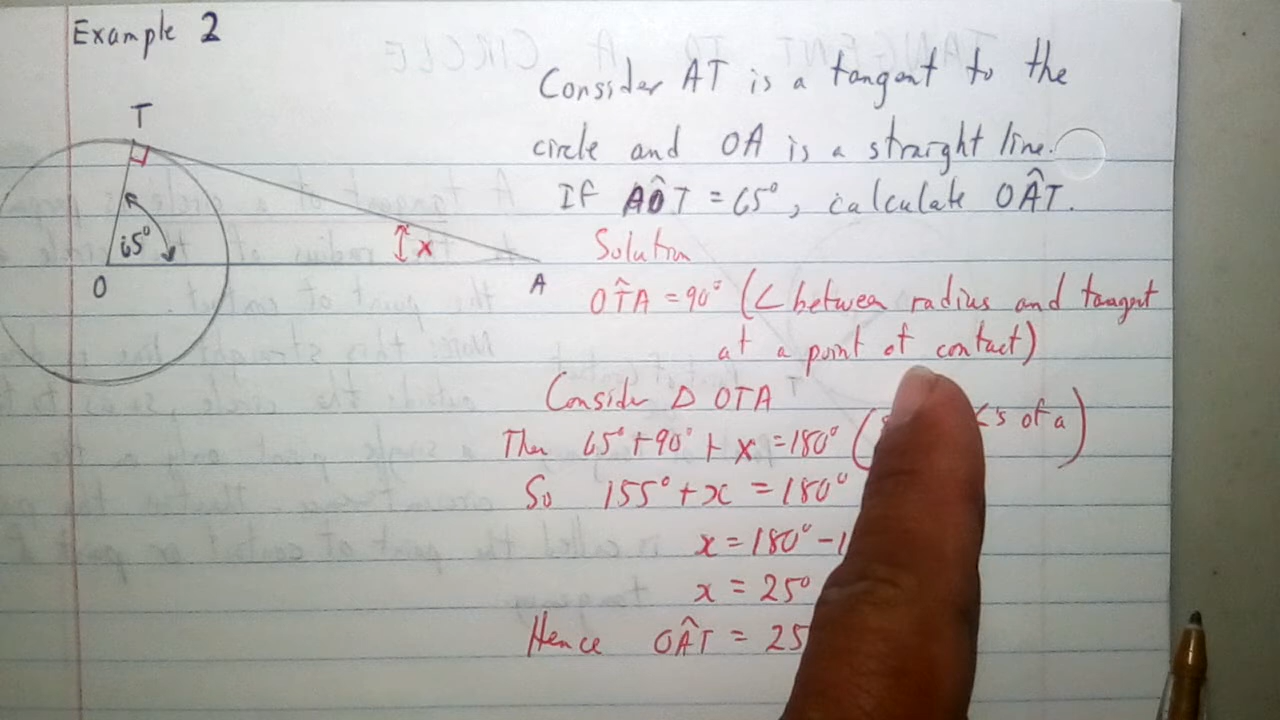 Example 2
Consider AT is a tangent to the
circle and OA is a straight line.
If AÔT = 65°, calculate OÂT.
T
65°
x
O
A
Solution
OT̂A = 90° (∠ between radius and tangent
at a point of contact)
Consider Δ OTA
Then 65° + 90° + x = 180° ( ∠s of a )
So 155° + x = 180°
x = 180° - 1
x = 25°
Hence OÂT = 25